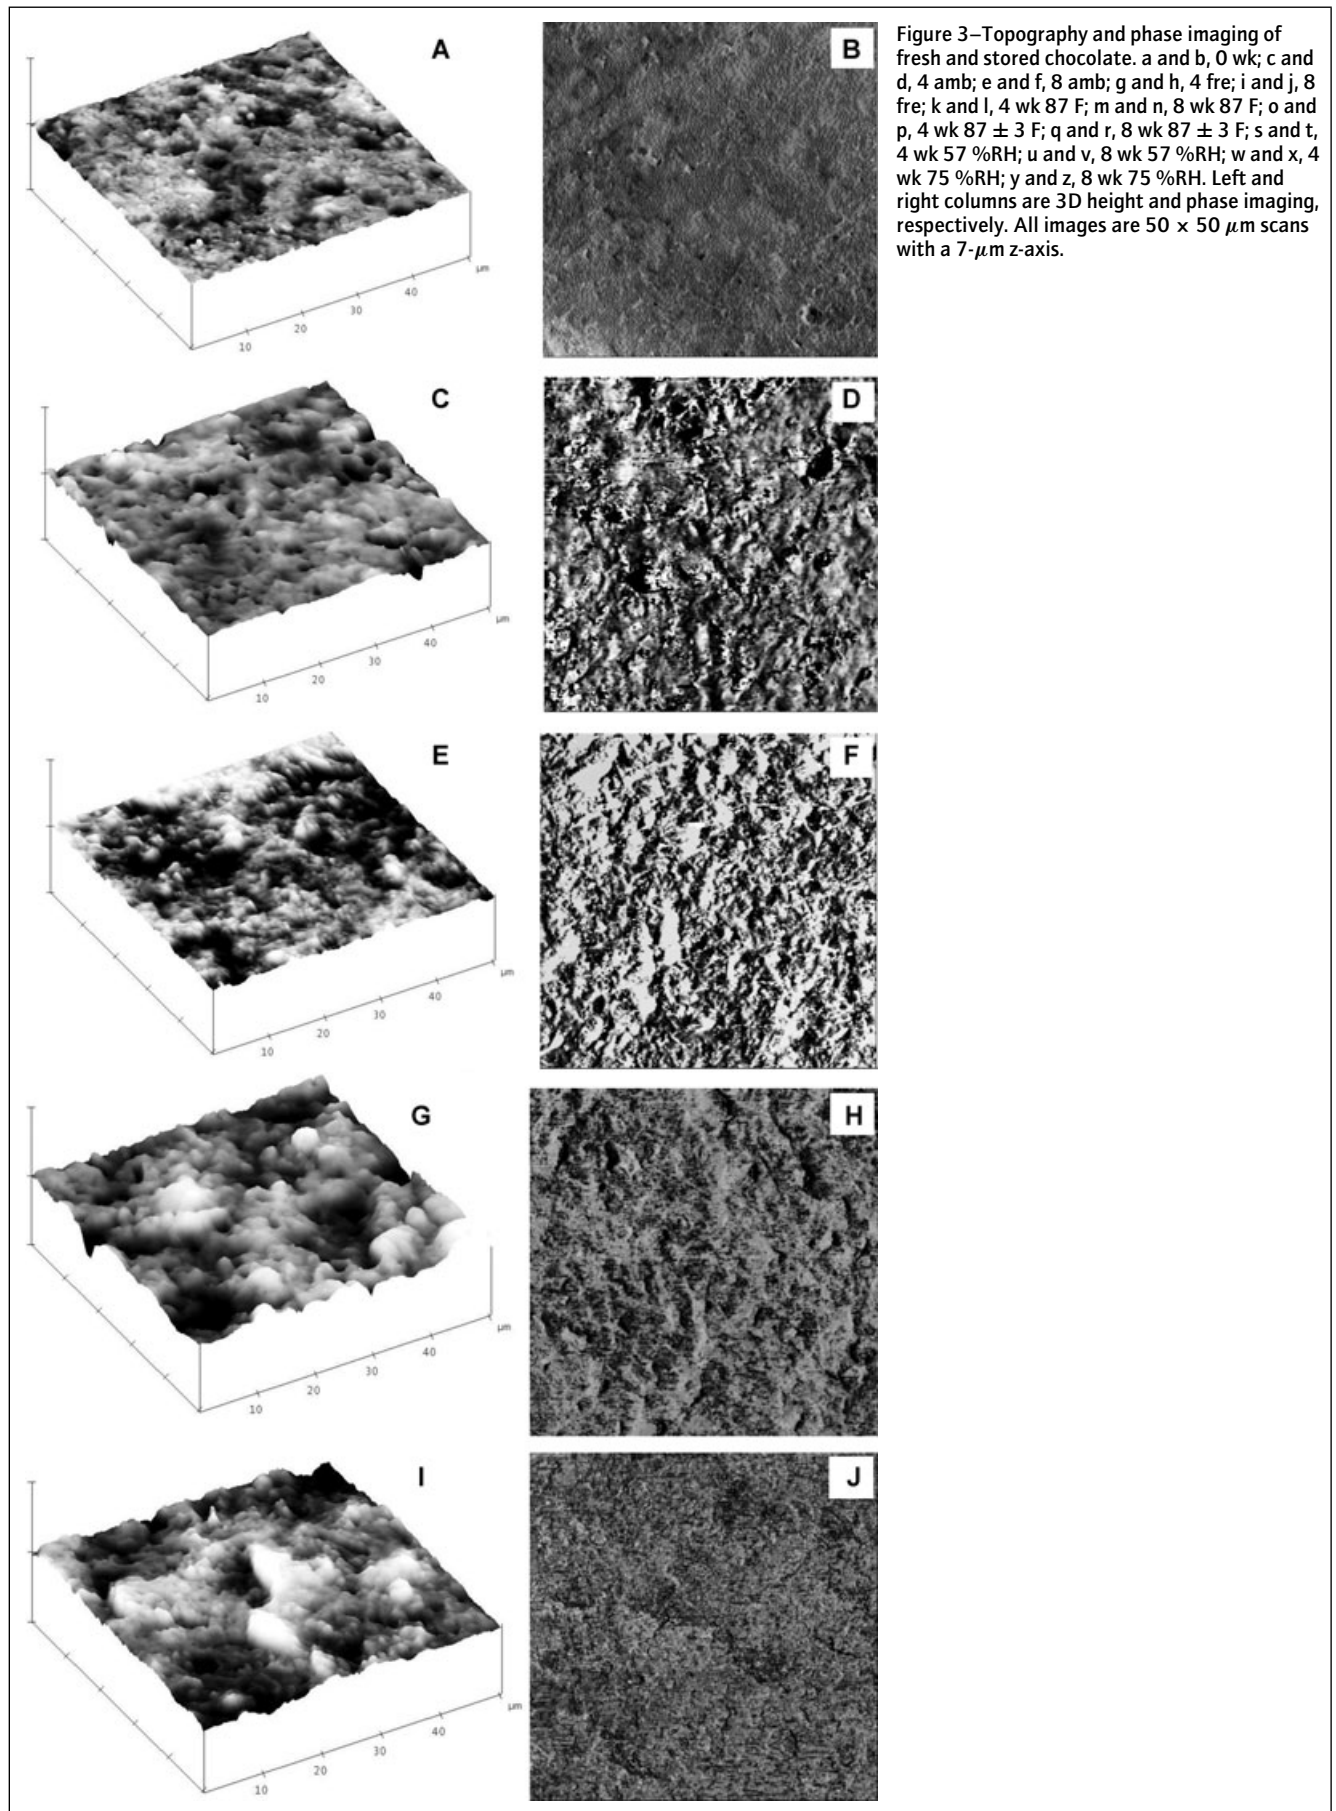 Figure 3–Topography and phase imaging of
fresh and stored chocolate. a and b, 0 wk; c and
d, 4 amb; e and f, 8 amb; g and h, 4 fre; i and j, 8
fre; k and l, 4 wk 87 F; m and n, 8 wk 87 F; o and
p, 4 wk 87 ± 3 F; q and r, 8 wk 87 ± 3 F; s and t,
4 wk 57 %RH; u and v, 8 wk 57 %RH; w and x, 4
wk 75 %RH; y and z, 8 wk 75 %RH. Left and
right columns are 3D height and phase imaging,
respectively. All images are 50 × 50 μm scans
with a 7-μm z-axis.
A
10
20
30
40
μm
B
C
10
20
30
40
μm
D
E
10
20
30
40
μm
F
G
10
20
30
40
μm
H
I
10
20
30
40
μm
J